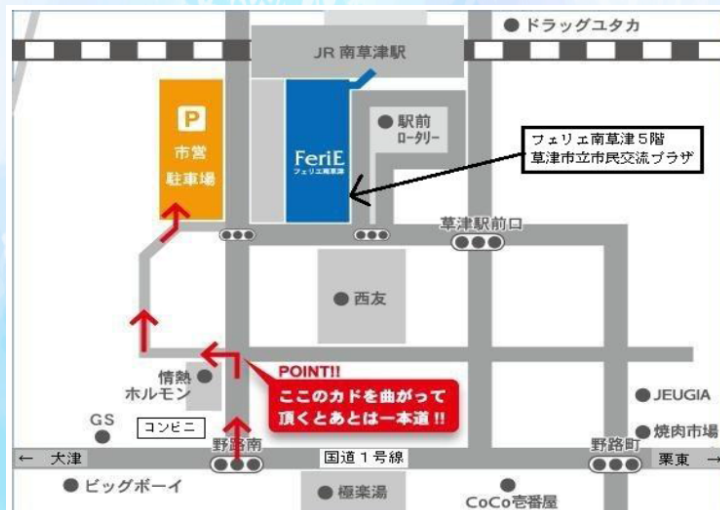 ドラッグユタカ
JR 南草津駅
P
市営
駐車場
FeriE
フェリエ南草津
駅前
ロータリー
フェリエ南草津5階
草津市立市民交流プラザ
草津駅前口
西友
POINT!!
ここのカドを曲がって
頂くとあとは一本道!!
情熱
ホルモン
JEUGIA
GS
コンビニ
焼肉市場
野路南
野路町
← 大津
国道1号線
栗東 →
ビッグボーイ
極楽湯
CoCo壱番屋